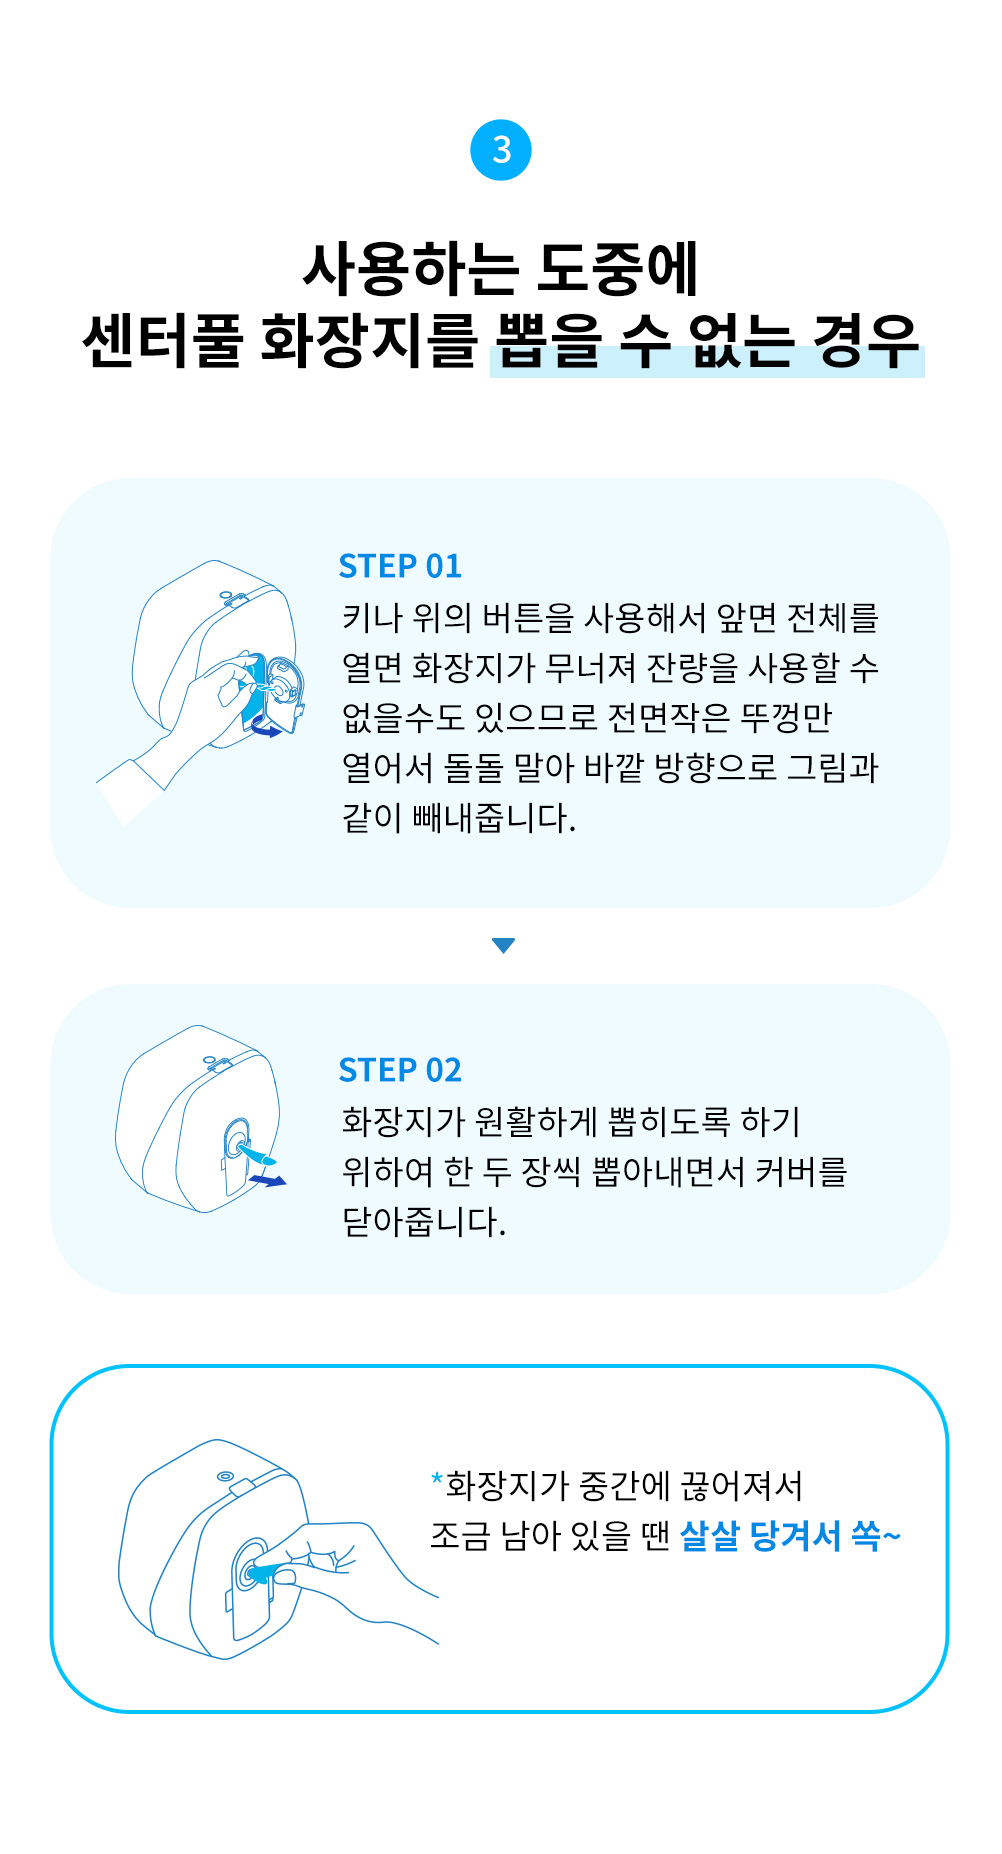 3
사용하는 도중에
센터풀 화장지를 뽑을 수 없는 경우
STEP 01
키나 위의 버튼을 사용해서 앞면 전체를
열면 화장지가 무너져 잔량을 사용할 수
없을수도 있으므로 전면작은 뚜껑만
열어서 돌돌 말아 바깥 방향으로 그림과
같이 빼내줍니다.
STEP 02
화장지가 원활하게 뽑히도록 하기
위하여 한 두 장씩 뽑아내면서 커버를
닫아줍니다.
*화장지가 중간에 끊어져서
조금 남아 있을 땐 살살 당겨서 쏙~